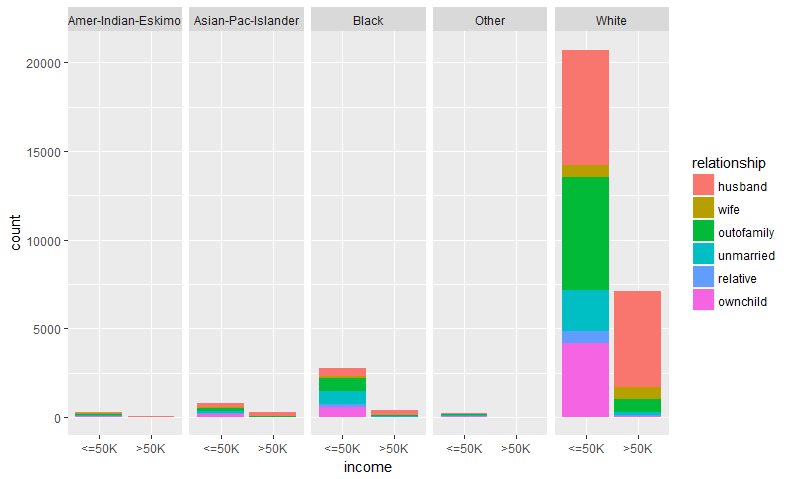 Amer-Indian-Eskimo Asian-Pac-Islander Black Other White
20000
15000
10000
5000
0
count
<=50K >50K <=50K >50K <=50K >50K <=50K >50K <=50K >50K
income
relationship
husband
wife
outofamily
unmarried
relative
ownchild